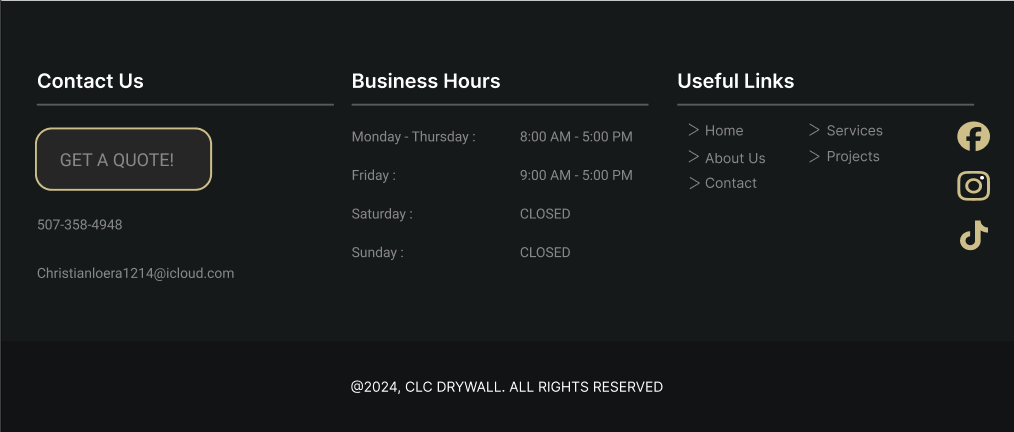 Contact Us
GET A QUOTE!
507-358-4948
Christianloera1214@icloud.com
Business Hours
Monday - Thursday : 8:00 AM - 5:00 PM
Friday : 9:00 AM - 5:00 PM
Saturday : CLOSED
Sunday : CLOSED
Useful Links
Home
About Us
Contact
Services
Projects
@2024, CLC DRYWALL. ALL RIGHTS RESERVED